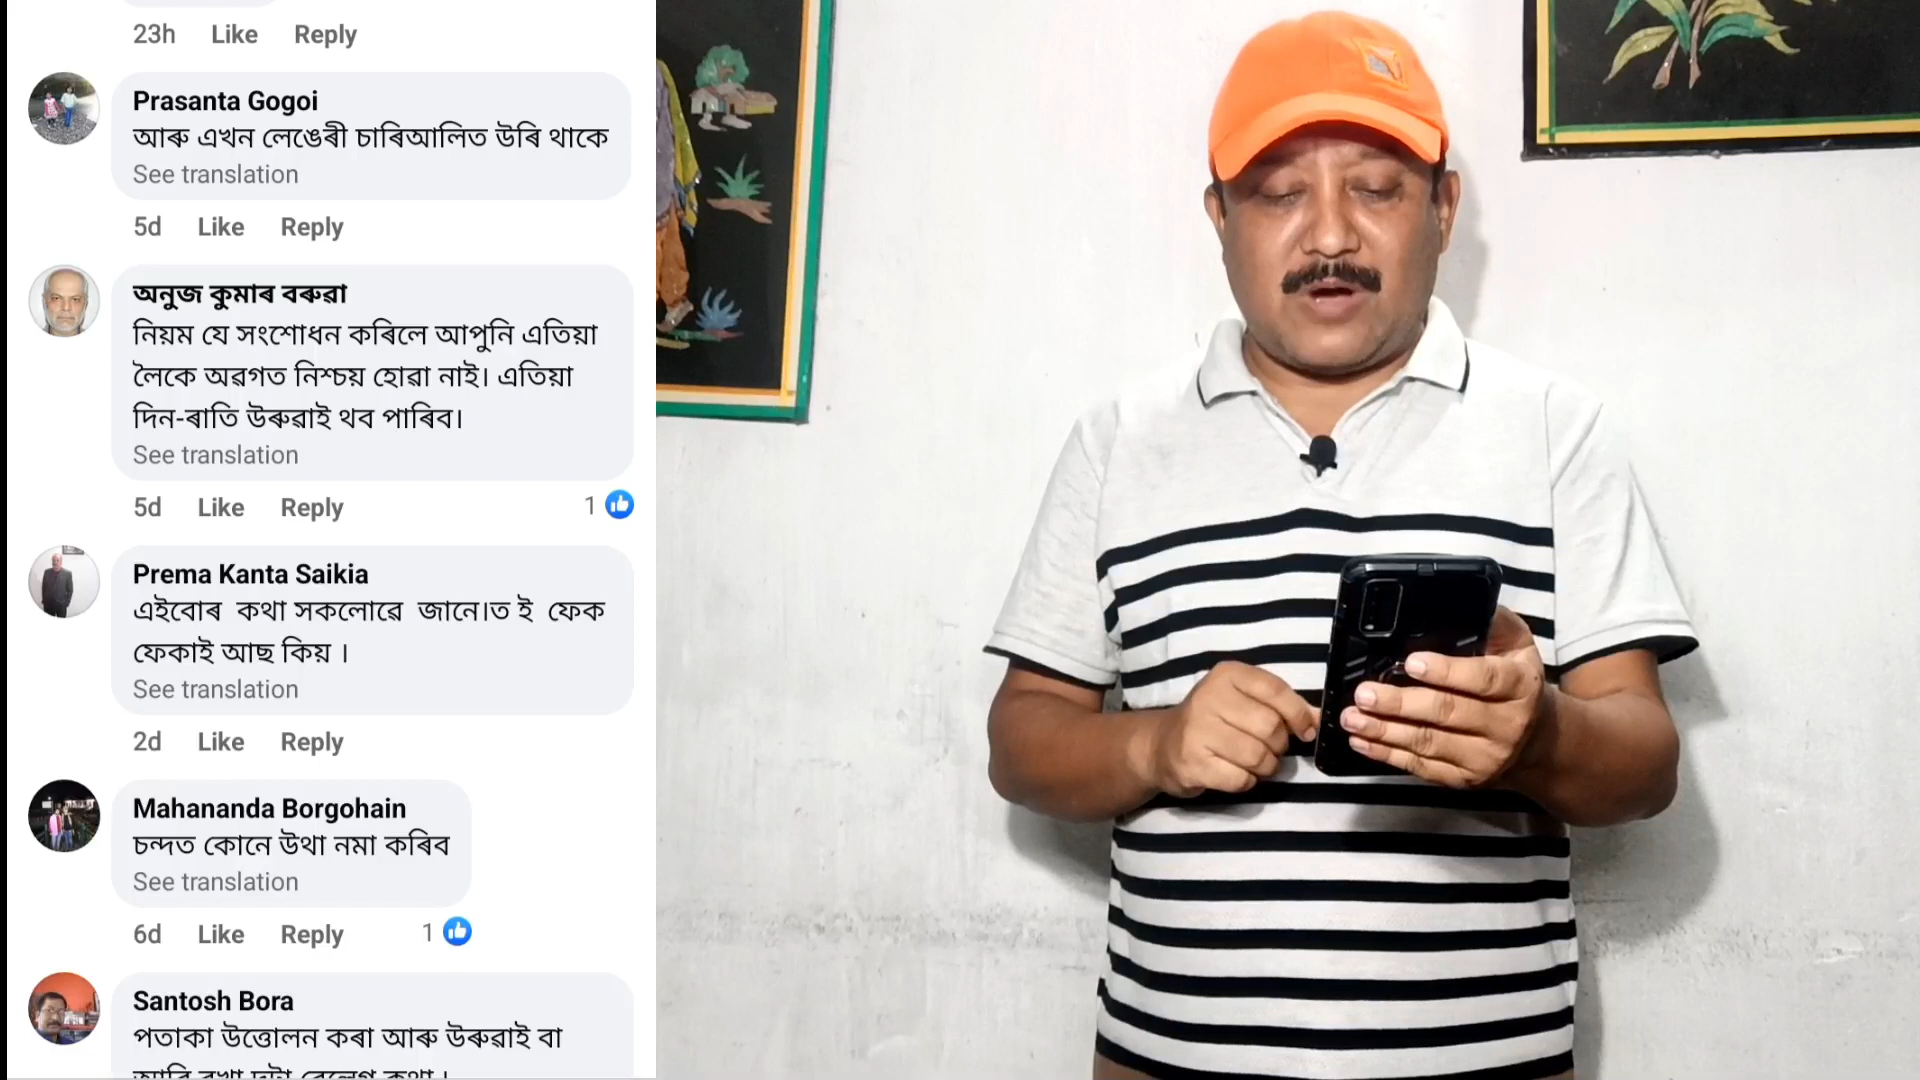 23h Like Reply
Prasanta Gogoi
আৰু এখন লেঙেৰী চাৰিআলিত উৰি থাকে
See translation
5d Like Reply
অনুজ কুমাৰ বৰুৱা
নিয়ম যে সংশোধন কৰিলে আপুনি এতিয়া
লৈকে অৱগত নিশ্চয় হোৱা নাই। এতিয়া
দিন-ৰাতি উৰুৱাই থব পাৰিব।
See translation
5d Like Reply 1
Prema Kanta Saikia
এইবোৰ কথা সকলোৱে জানে।ত ই ফেক
ফেকাই আছ কিয় ।
See translation
2d Like Reply
Mahananda Borgohain
চন্দত কোনে উথা নমা কৰিব
See translation
6d Like Reply 1
Santosh Bora
পতাকা উত্তোলন কৰা আৰু উৰুৱাই বা